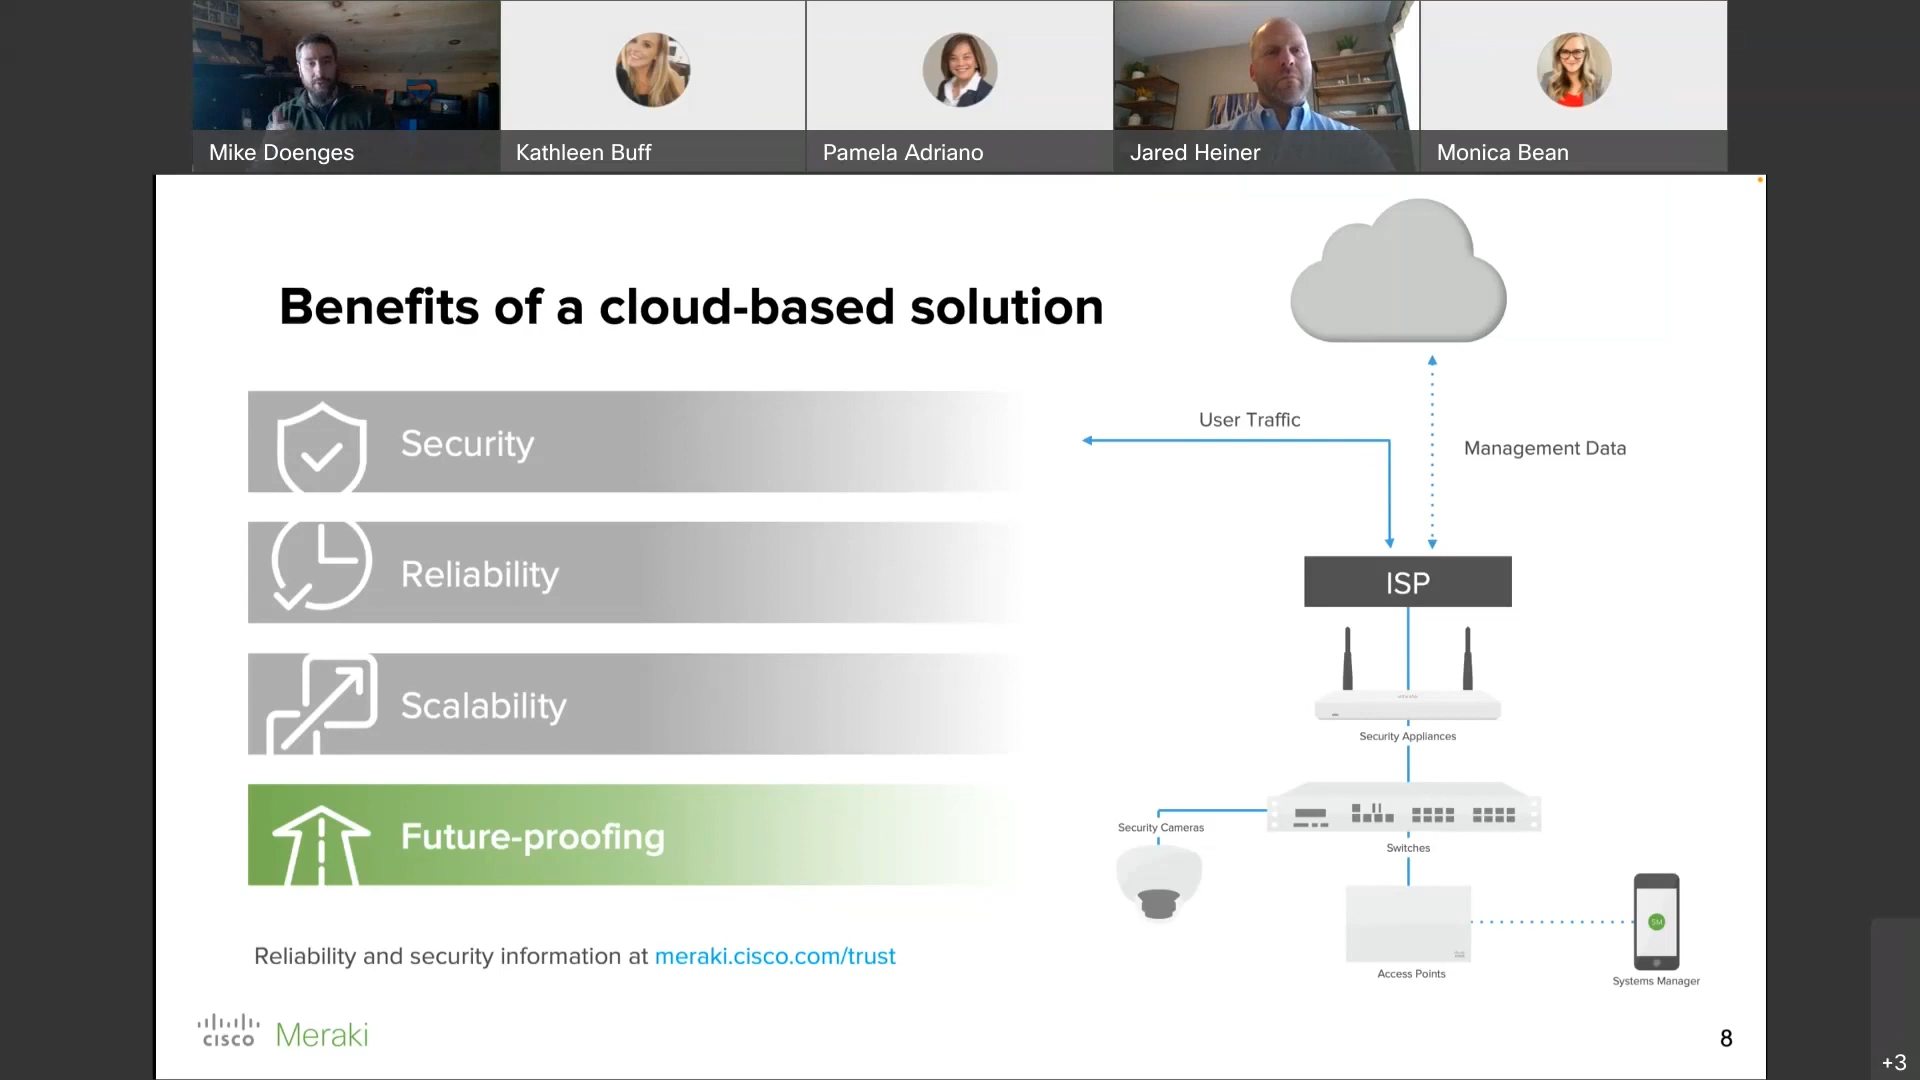 Mike Doenges
Kathleen Buff
Pamela Adriano
Jared Heiner
Monica Bean
Benefits of a cloud-based solution
Security
Reliability
Scalability
Future-proofing
Reliability and security information at meraki.cisco.com/trust
User Traffic
Management Data
ISP
Security Appliances
Security Cameras
Switches
Access Points
SM
Systems Manager
CISCO Meraki
8
+3